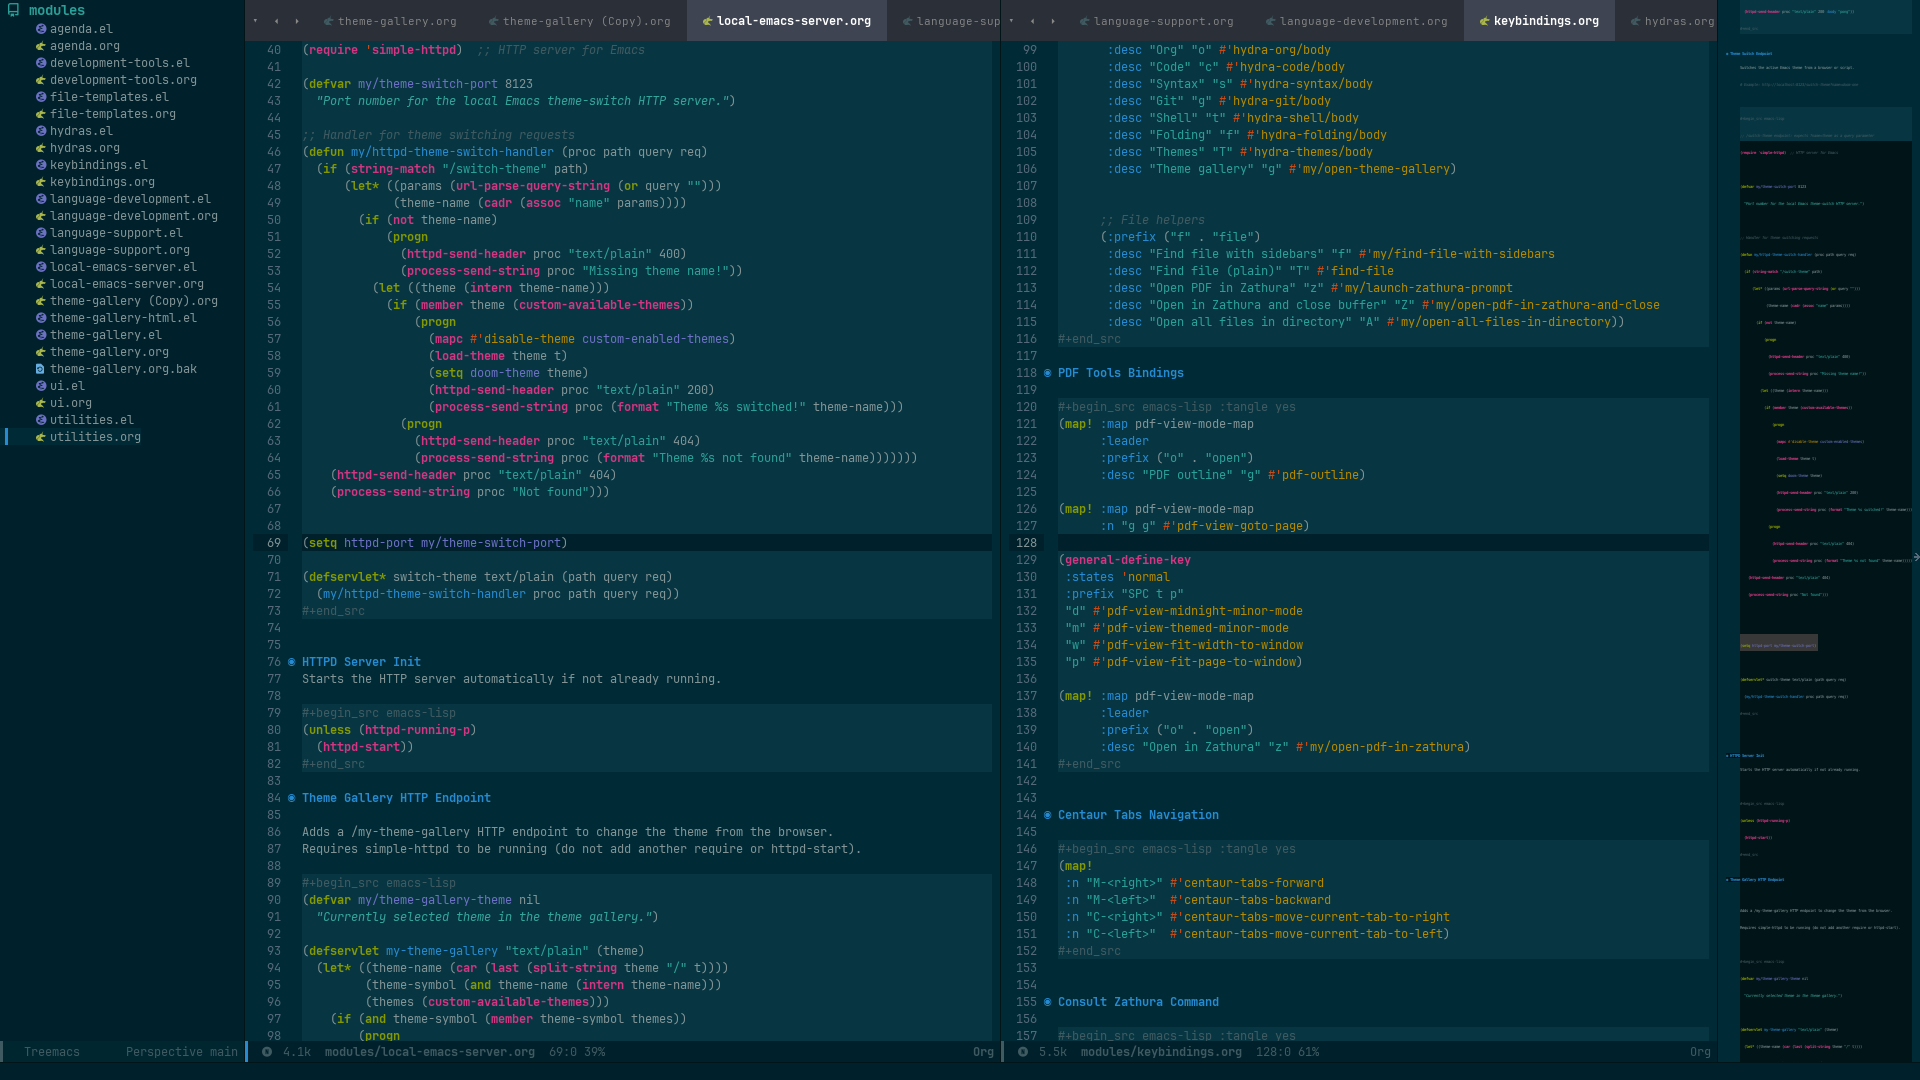 modules
agenda.el
agenda.org
development-tools.el
development-tools.org
file-templates.el
file-templates.org
hydras.el
hydras.org
keybindings.el
keybindings.org
language-development.el
language-development.org
language-support.el
language-support.org
local-emacs-server.el
local-emacs-server.org
theme-gallery (Copy).org
theme-gallery-html.el
theme-gallery.el
theme-gallery.org
theme-gallery.org.bak
ui.el
ui.org
utilities.el
utilities.org
Treemacs Perspective main
theme-gallery.org theme-gallery (Copy).org local-emacs-server.org language-sup
40 (require 'simple-httpd)  ;; HTTP server for Emacs
41
42 (defvar my/theme-switch-port 8123
43   "Port number for the local Emacs theme-switch HTTP server.")
44
45 ;; Handler for theme switching requests
46 (defun my/httpd-theme-switch-handler (proc path query req)
47   (if (string-match "/switch-theme" path)
48       (let* ((params (url-parse-query-string (or query "")))
49              (theme-name (cadr (assoc "name" params))))
50         (if (not theme-name)
51             (progn
52               (httpd-send-header proc "text/plain" 400)
53               (process-send-string proc "Missing theme name!"))
54           (let ((theme (intern theme-name)))
55             (if (member theme (custom-available-themes))
56                 (progn
57                   (mapc #'disable-theme custom-enabled-themes)
58                   (load-theme theme t)
59                   (setq doom-theme theme)
60                   (httpd-send-header proc "text/plain" 200)
61                   (process-send-string proc (format "Theme %s switched!" theme-name)))
62               (progn
63                 (httpd-send-header proc "text/plain" 404)
64                 (process-send-string proc (format "Theme %s not found" theme-name)))))))
65     (httpd-send-header proc "text/plain" 404)
66     (process-send-string proc "Not found")))
67
68
69 (setq httpd-port my/theme-switch-port)
70
71 (defservlet* switch-theme text/plain (path query req)
72   (my/httpd-theme-switch-handler proc path query req))
73 #+end_src
74
75
76 ◉ HTTPD Server Init
77 Starts the HTTP server automatically if not already running.
78
79 #+begin_src emacs-lisp
80 (unless (httpd-running-p)
81   (httpd-start))
82 #+end_src
83
84 ◉ Theme Gallery HTTP Endpoint
85
86 Adds a /my-theme-gallery HTTP endpoint to change the theme from the browser.
87 Requires simple-httpd to be running (do not add another require or httpd-start).
88
89 #+begin_src emacs-lisp
90 (defvar my/theme-gallery-theme nil
91   "Currently selected theme in the theme gallery.")
92
93 (defservlet my-theme-gallery "text/plain" (theme)
94   (let* ((theme-name (car (last (split-string theme "/" t))))
95          (theme-symbol (and theme-name (intern theme-name)))
96          (themes (custom-available-themes)))
97     (if (and theme-symbol (member theme-symbol themes))
98         (progn
4.1k modules/local-emacs-server.org 69:0 39% Org
language-support.org language-development.org keybindings.org hydras.org
99        :desc "Org" "o" #'hydra-org/body
100        :desc "Code" "c" #'hydra-code/body
101        :desc "Syntax" "s" #'hydra-syntax/body
102        :desc "Git" "g" #'hydra-git/body
103        :desc "Shell" "t" #'hydra-shell/body
104        :desc "Folding" "f" #'hydra-folding/body
105        :desc "Themes" "T" #'hydra-themes/body
106        :desc "Theme gallery" "g" #'my/open-theme-gallery)
107
108
109       ;; File helpers
110       (:prefix ("f" . "file")
111        :desc "Find file with sidebars" "f" #'my/find-file-with-sidebars
112        :desc "Find file (plain)" "T" #'find-file
113        :desc "Open PDF in Zathura" "z" #'my/launch-zathura-prompt
114        :desc "Open in Zathura and close buffer" "Z" #'my/open-pdf-in-zathura-and-close
115        :desc "Open all files in directory" "A" #'my/open-all-files-in-directory))
116 #+end_src
117
118 ◉ PDF Tools Bindings
119
120 #+begin_src emacs-lisp :tangle yes
121 (map! :map pdf-view-mode-map
122       :leader
123       :prefix ("o" . "open")
124       :desc "PDF outline" "g" #'pdf-outline)
125
126 (map! :map pdf-view-mode-map
127       :n "g g" #'pdf-view-goto-page)
128
129 (general-define-key
130  :states 'normal
131  :prefix "SPC t p"
132  "d" #'pdf-view-midnight-minor-mode
133  "m" #'pdf-view-themed-minor-mode
134  "w" #'pdf-view-fit-width-to-window
135  "p" #'pdf-view-fit-page-to-window)
136
137 (map! :map pdf-view-mode-map
138       :leader
139       :prefix ("o" . "open")
140       :desc "Open in Zathura" "z" #'my/open-pdf-in-zathura)
141 #+end_src
142
143
144 ◉ Centaur Tabs Navigation
145
146 #+begin_src emacs-lisp :tangle yes
147 (map!
148  :n "M-<right>" #'centaur-tabs-forward
149  :n "M-<left>"  #'centaur-tabs-backward
150  :n "C-<right>" #'centaur-tabs-move-current-tab-to-right
151  :n "C-<left>"  #'centaur-tabs-move-current-tab-to-left)
152 #+end_src
153
154
155 ◉ Consult Zathura Command
156
157 #+begin_src emacs-lisp :tangle yes
5.5k modules/keybindings.org 128:0 61% Org